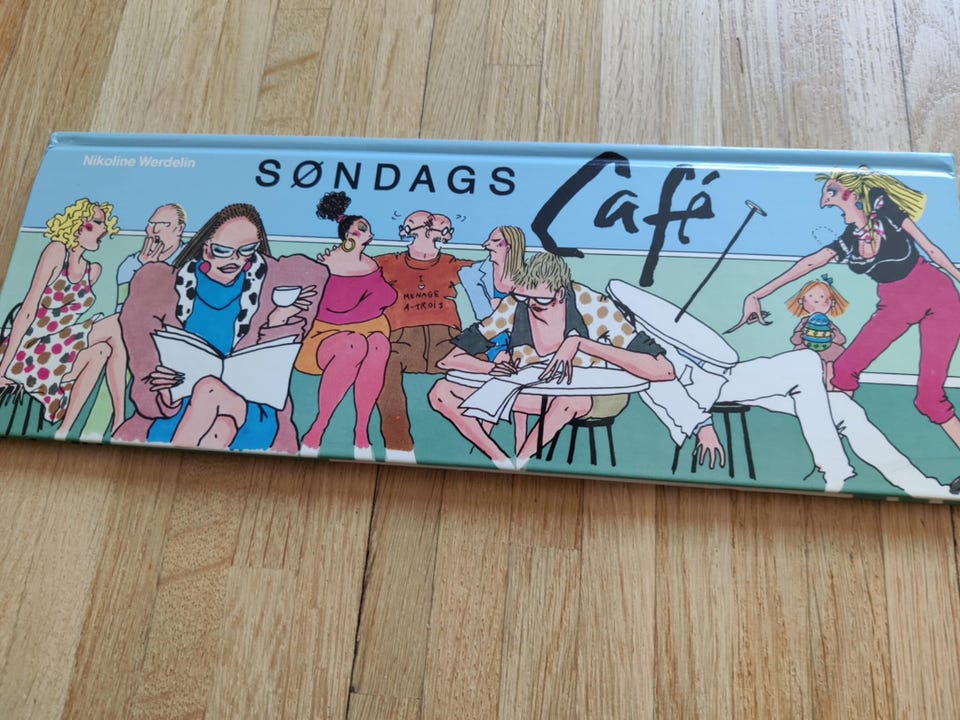 Nikoline Werdelin
SØNDAGS Café
I
MENAGE
A-TROIS